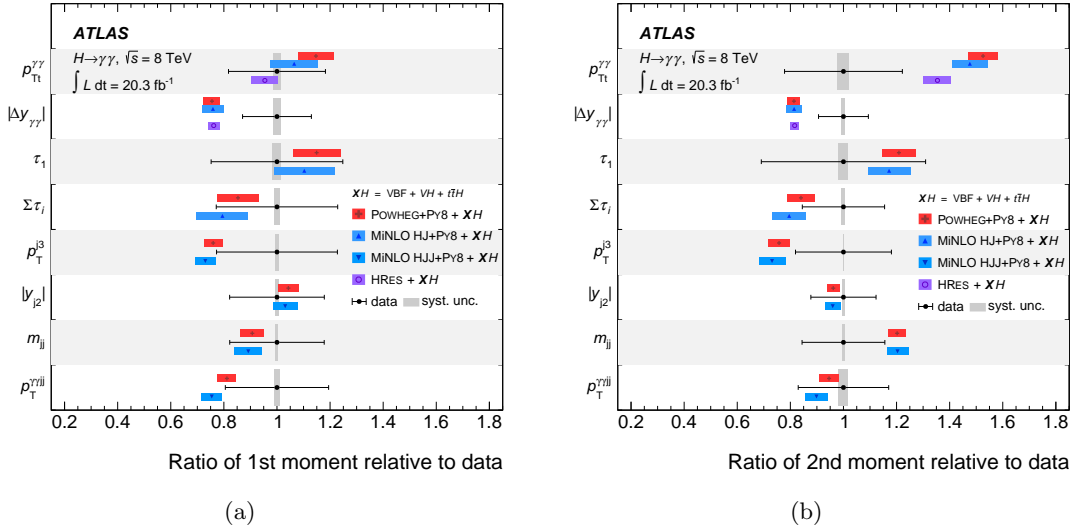 ATLAS
H→γγ, √s = 8 TeV
∫ L dt = 20.3 fb⁻¹
p_Tt^γγ
|Δy_γγ|
τ₁
Στᵢ
p_T^j3
|y_j2|
m_jj
p_T^γγjj
XH = VBF + VH + tt̄H
POWHEG+PY8 + XH
MiNLO HJ+PY8 + XH
MiNLO HJJ+PY8 + XH
HRES + XH
data syst. unc.
0.2 0.4 0.6 0.8 1 1.2 1.4 1.6 1.8
Ratio of 1st moment relative to data
(a)
ATLAS
H→γγ, √s = 8 TeV
∫ L dt = 20.3 fb⁻¹
p_Tt^γγ
|Δy_γγ|
τ₁
Στᵢ
p_T^j3
|y_j2|
m_jj
p_T^γγjj
XH = VBF + VH + tt̄H
POWHEG+PY8 + XH
MiNLO HJ+PY8 + XH
MiNLO HJJ+PY8 + XH
HRES + XH
data syst. unc.
0.2 0.4 0.6 0.8 1 1.2 1.4 1.6 1.8
Ratio of 2nd moment relative to data
(b)